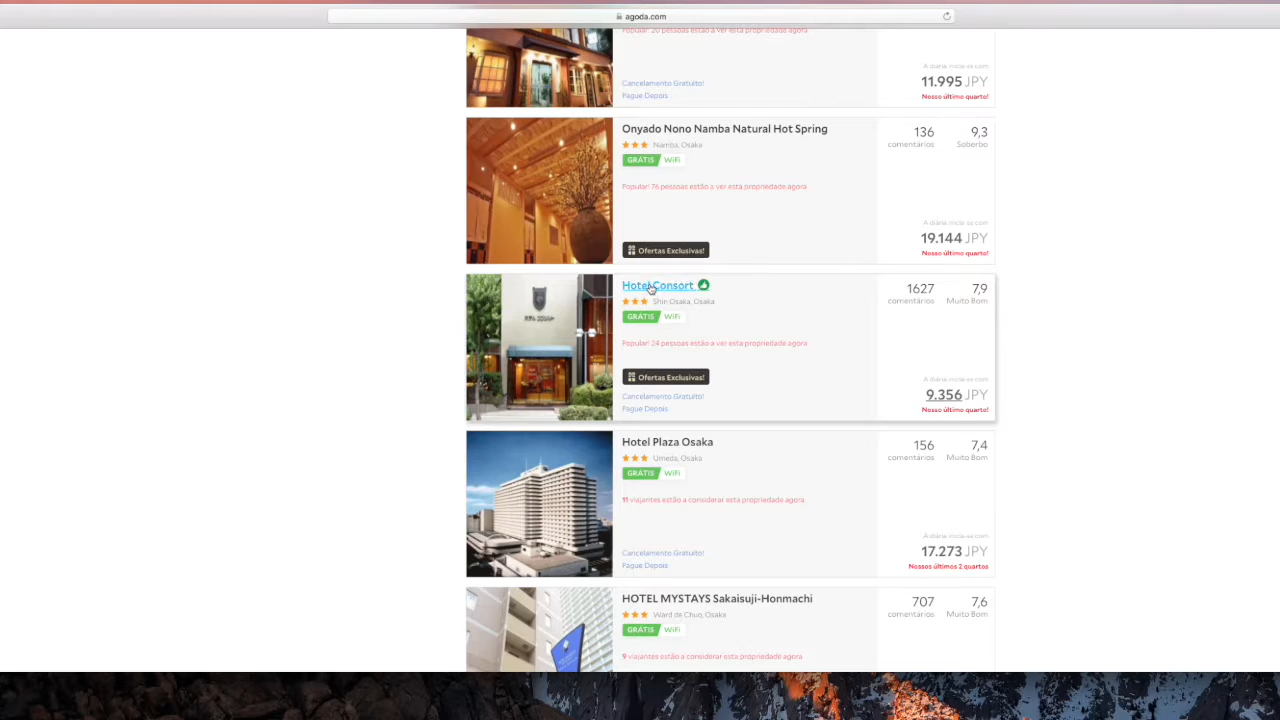 agoda.com
Popular! 20 pessoas estão a ver esta propriedade agora
A diária inicia-se com
Cancelamento Gratuito!
11.995 JPY
Pague Depois
Nosso último quarto!
Onyado Nono Namba Natural Hot Spring
136
9,3
Namba, Osaka
comentários
Soberbo
GRÁTIS WiFi
Popular! 76 pessoas estão a ver esta propriedade agora
A diária inicia-se com
19.144 JPY
Ofertas Exclusivas!
Nosso último quarto!
Hotel Consort
1627
7,9
Shin Osaka, Osaka
comentários
Muito Bom
GRÁTIS WiFi
Popular! 24 pessoas estão a ver esta propriedade agora
Ofertas Exclusivas!
A diária inicia-se com
Cancelamento Gratuito!
9.356 JPY
Pague Depois
Nosso último quarto!
Hotel Plaza Osaka
156
7,4
Umeda, Osaka
comentários
Muito Bom
GRÁTIS WiFi
11 viajantes estão a considerar esta propriedade agora
A diária inicia-se com
Cancelamento Gratuito!
17.273 JPY
Pague Depois
Nossos últimos 2 quartos
HOTEL MYSTAYS Sakaisuji-Honmachi
707
7,6
Ward de Chuo, Osaka
comentários
Muito Bom
GRÁTIS WiFi
9 viajantes estão a considerar esta propriedade agora